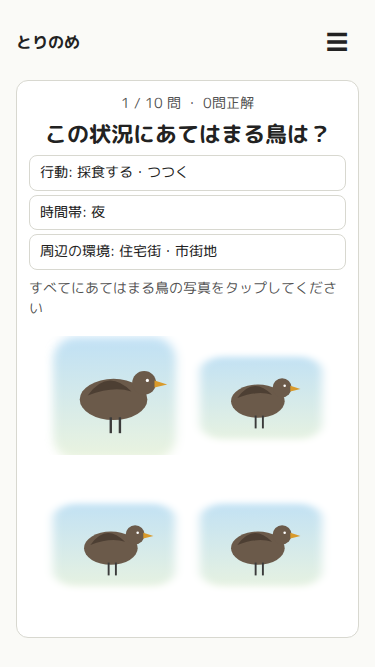 とりのめ
1 / 10 問 ・ 0問正解
この状況にあてはまる鳥は？
行動: 採食する・つつく
時間帯: 夜
周辺の環境: 住宅街・市街地
すべてにあてはまる鳥の写真をタップしてくださ
い